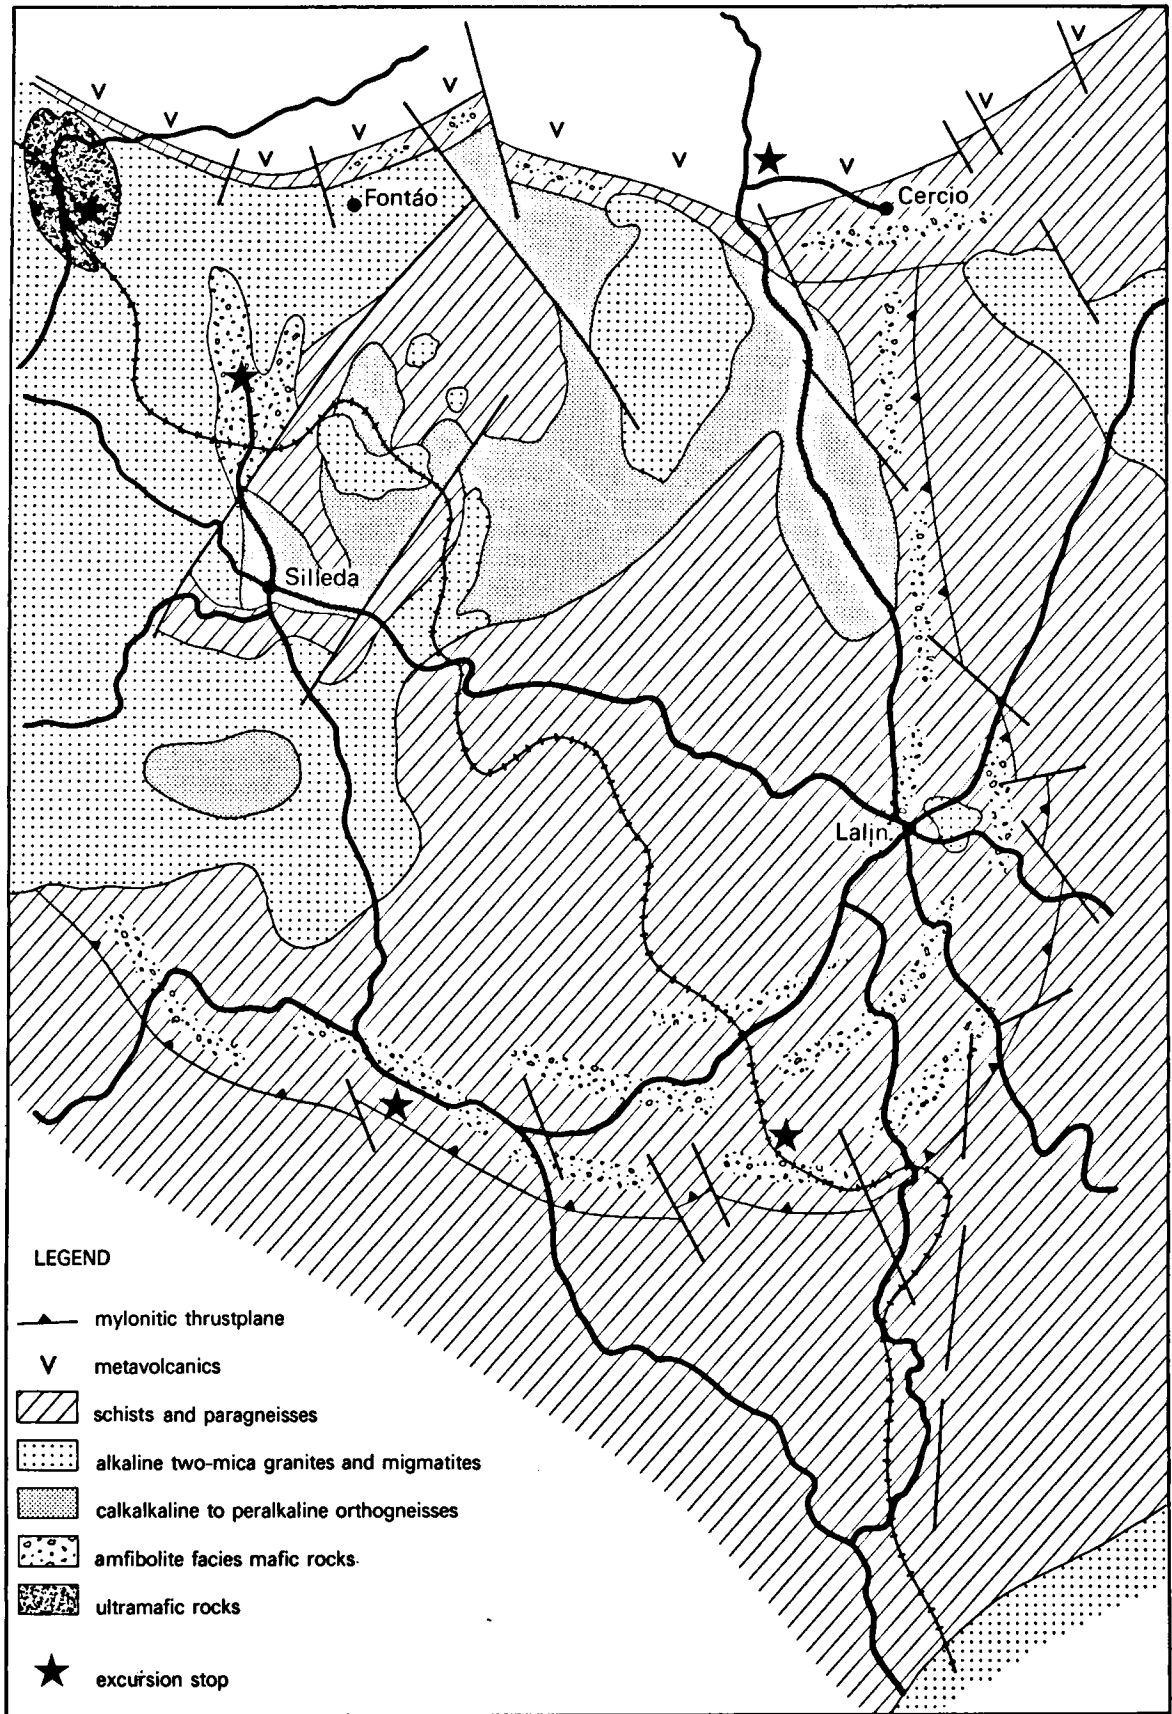 V
V
V
V
V
V
V
V
V
V
Fontáo
Cercio
Silleda
Lalin
LEGEND
mylonitic thrustplane
V metavolcanics
schists and paragneisses
alkaline two-mica granites and migmatites
calkalkaline to peralkaline orthogneisses
amfibolite facies mafic rocks
ultramafic rocks
excursion stop